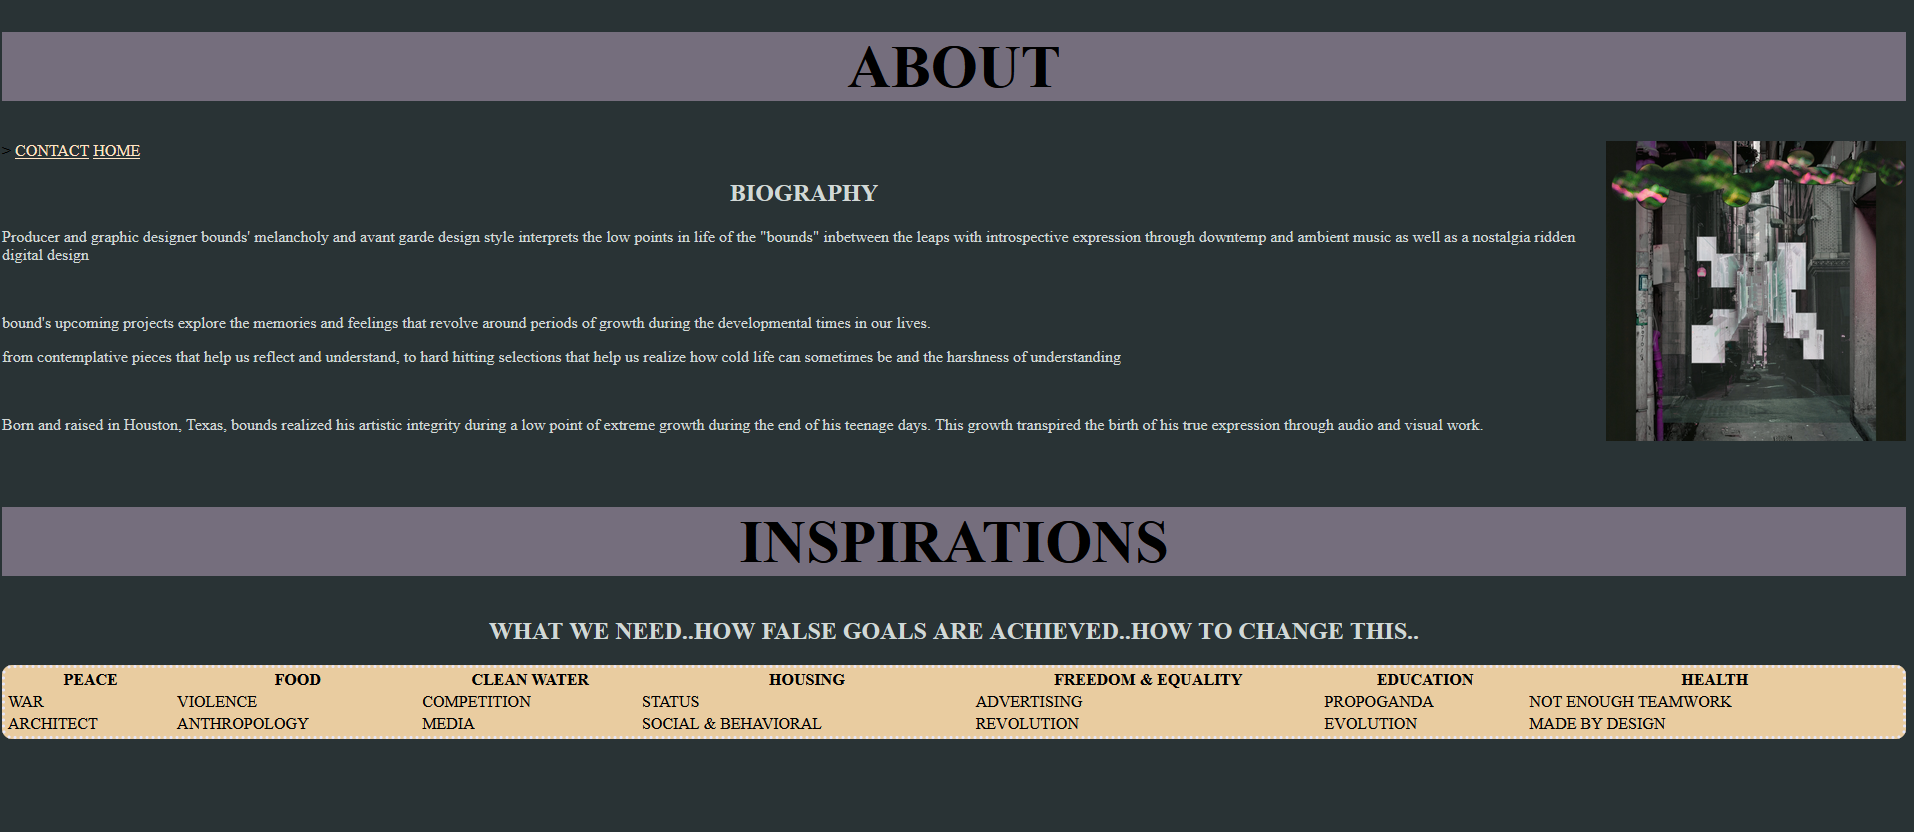 ABOUT
> CONTACT HOME
BIOGRAPHY
Producer and graphic designer bounds' melancholy and avant garde design style interprets the low points in life of the "bounds" inbetween the leaps with introspective expression through downtemp and ambient music as well as a nostalgia ridden
digital design
bound's upcoming projects explore the memories and feelings that revolve around periods of growth during the developmental times in our lives.
from contemplative pieces that help us reflect and understand, to hard hitting selections that help us realize how cold life can sometimes be and the harshness of understanding
Born and raised in Houston, Texas, bounds realized his artistic integrity during a low point of extreme growth during the end of his teenage days. This growth transpired the birth of his true expression through audio and visual work.
INSPIRATIONS
WHAT WE NEED..HOW FALSE GOALS ARE ACHIEVED..HOW TO CHANGE THIS..
PEACE FOOD CLEAN WATER HOUSING FREEDOM & EQUALITY EDUCATION HEALTH
WAR VIOLENCE COMPETITION STATUS ADVERTISING PROPOGANDA NOT ENOUGH TEAMWORK
ARCHITECT ANTHROPOLOGY MEDIA SOCIAL & BEHAVIORAL REVOLUTION EVOLUTION MADE BY DESIGN